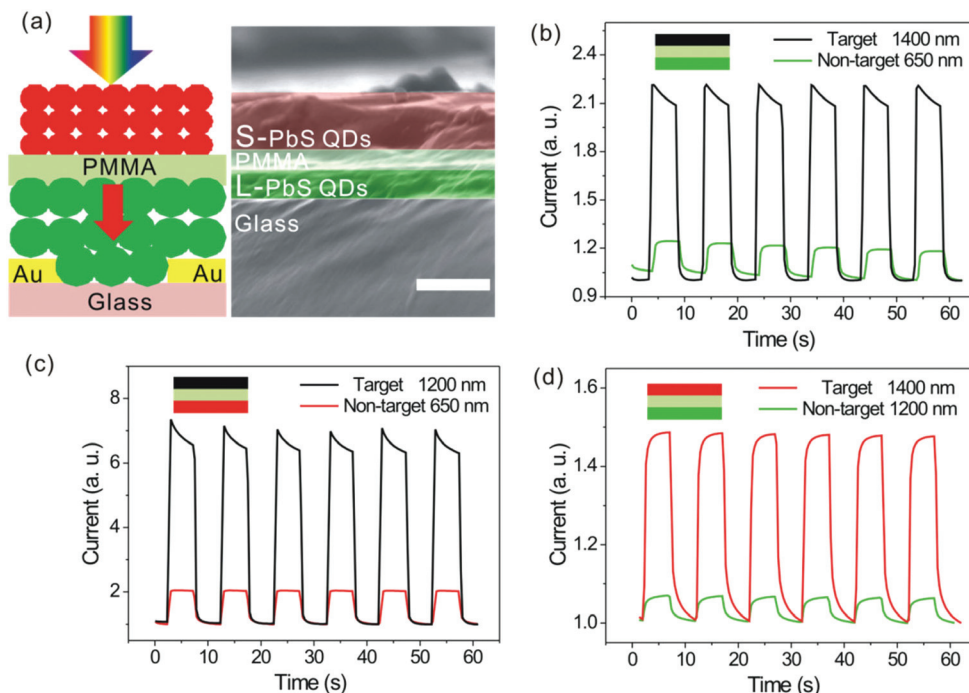 (a)
PMMA
Au
Au
Glass
S-PbS QDs
PMMA
L-PbS QDs
Glass
(b)
Target 1400 nm
Non-target 650 nm
Current (a. u.)
2.4
2.1
1.8
1.5
1.2
0.9
0 10 20 30 40 50 60
Time (s)
(c)
Target 1200 nm
Non-target 650 nm
Current (a. u.)
8
6
4
2
0 10 20 30 40 50 60
Time (s)
(d)
Target 1400 nm
Non-target 1200 nm
Current (a. u.)
1.6
1.4
1.2
1.0
0 10 20 30 40 50 60
Time (s)